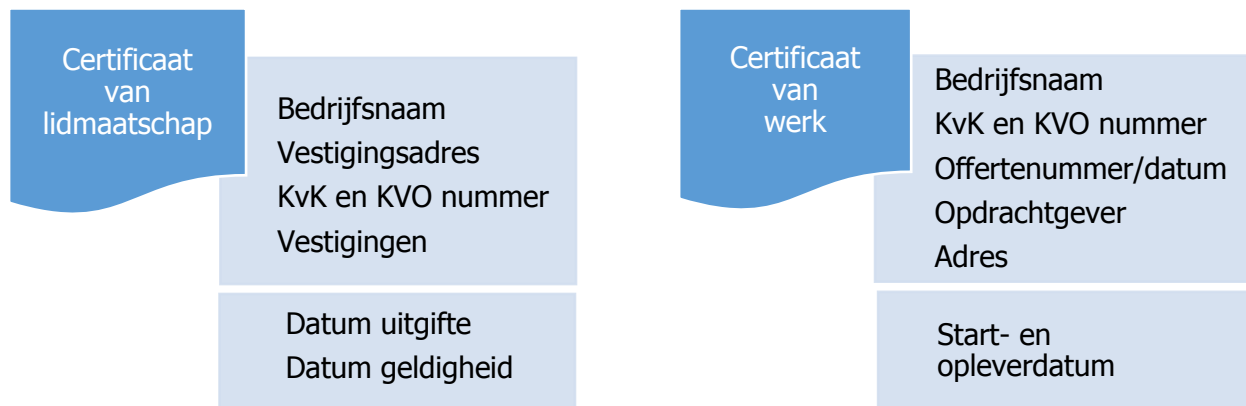 Certificaat
van
lidmaatschap
Bedrijfsnaam
Vestigingsadres
KvK en KVO nummer
Vestigingen
Datum uitgifte
Datum geldigheid
Certificaat
van
werk
Bedrijfsnaam
KvK en KVO nummer
Offertenummer/datum
Opdrachtgever
Adres
Start- en
opleverdatum